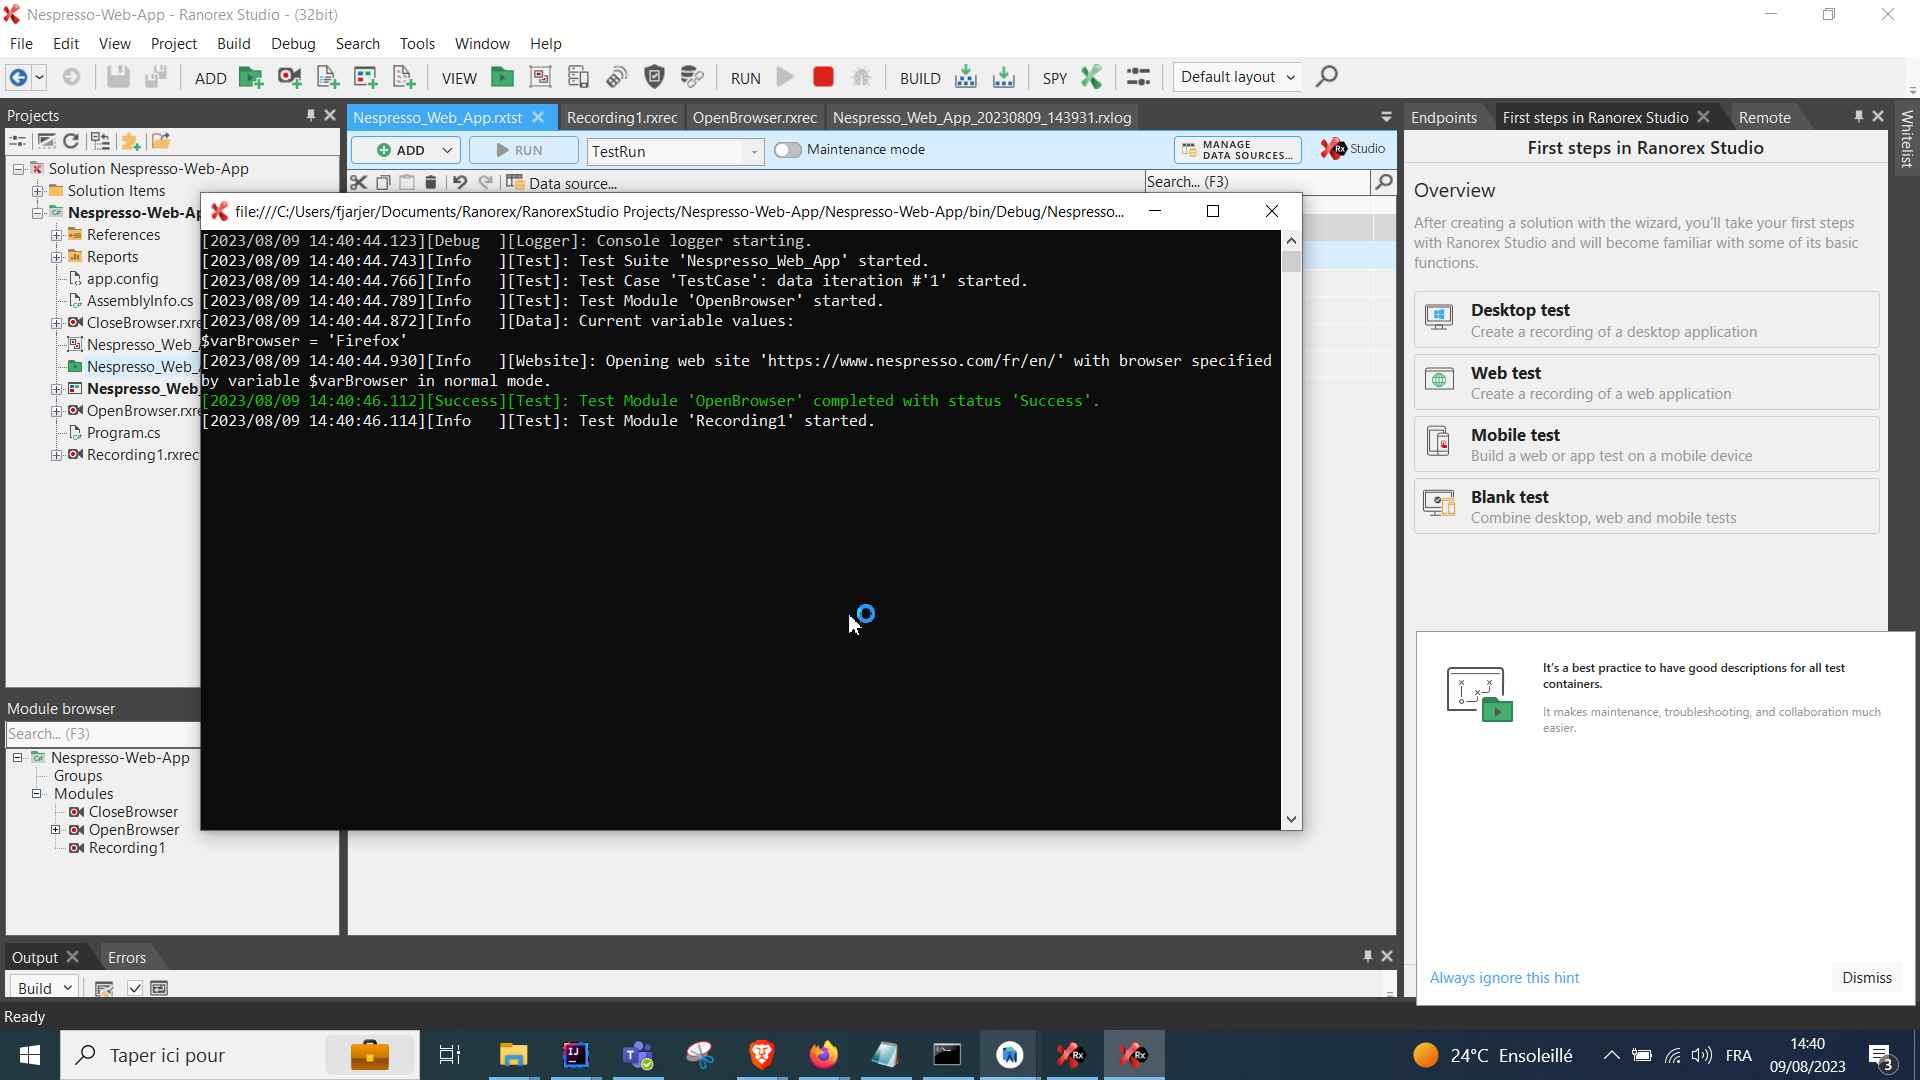 Nespresso-Web-App - Ranorex Studio - (32bit)
File Edit View Project Build Debug Search Tools Window Help
ADD VIEW RUN BUILD SPY Default layout
Projects
Nespresso_Web_App.rxtst Recording1.rxrec OpenBrowser.rxrec Nespresso_Web_App_20230809_143931.rxlog
ADD RUN TestRun Maintenance mode MANAGE DATA SOURCES... Rx Studio
Data source... Search... (F3)
Solution Nespresso-Web-App
Solution Items
Nespresso-Web-Ap
References
Reports
app.config
AssemblyInfo.cs
CloseBrowser.rxre
Nespresso_Web_
Nespresso_Web_
Nespresso_Web
OpenBrowser.rxre
Program.cs
Recording1.rxrec
file:///C:/Users/fjarjer/Documents/Ranorex/RanorexStudio Projects/Nespresso-Web-App/Nespresso-Web-App/bin/Debug/Nespresso...
[2023/08/09 14:40:44.123][Debug  ][Logger]: Console logger starting.
[2023/08/09 14:40:44.743][Info   ][Test]: Test Suite 'Nespresso_Web_App' started.
[2023/08/09 14:40:44.766][Info   ][Test]: Test Case 'TestCase': data iteration #'1' started.
[2023/08/09 14:40:44.789][Info   ][Test]: Test Module 'OpenBrowser' started.
[2023/08/09 14:40:44.872][Info   ][Data]: Current variable values:
$varBrowser = 'Firefox'
[2023/08/09 14:40:44.930][Info   ][Website]: Opening web site 'https://www.nespresso.com/fr/en/' with browser specified
by variable $varBrowser in normal mode.
[2023/08/09 14:40:46.112][Success][Test]: Test Module 'OpenBrowser' completed with status 'Success'.
[2023/08/09 14:40:46.114][Info   ][Test]: Test Module 'Recording1' started.
Module browser
Search... (F3)
Nespresso-Web-App
Groups
Modules
CloseBrowser
OpenBrowser
Recording1
Endpoints First steps in Ranorex Studio Remote
Whitelist
First steps in Ranorex Studio
Overview
After creating a solution with the wizard, you'll take your first steps
with Ranorex Studio and will become familiar with some of its basic
functions.
Desktop test
Create a recording of a desktop application
Web test
Create a recording of a web application
Mobile test
Build a web or app test on a mobile device
Blank test
Combine desktop, web and mobile tests
It's a best practice to have good descriptions for all test
containers.
It makes maintenance, troubleshooting, and collaboration much
easier.
Always ignore this hint Dismiss
Output Errors
Build
Ready
Taper ici pour 24°C Ensoleillé FRA 14:40
09/08/2023 3